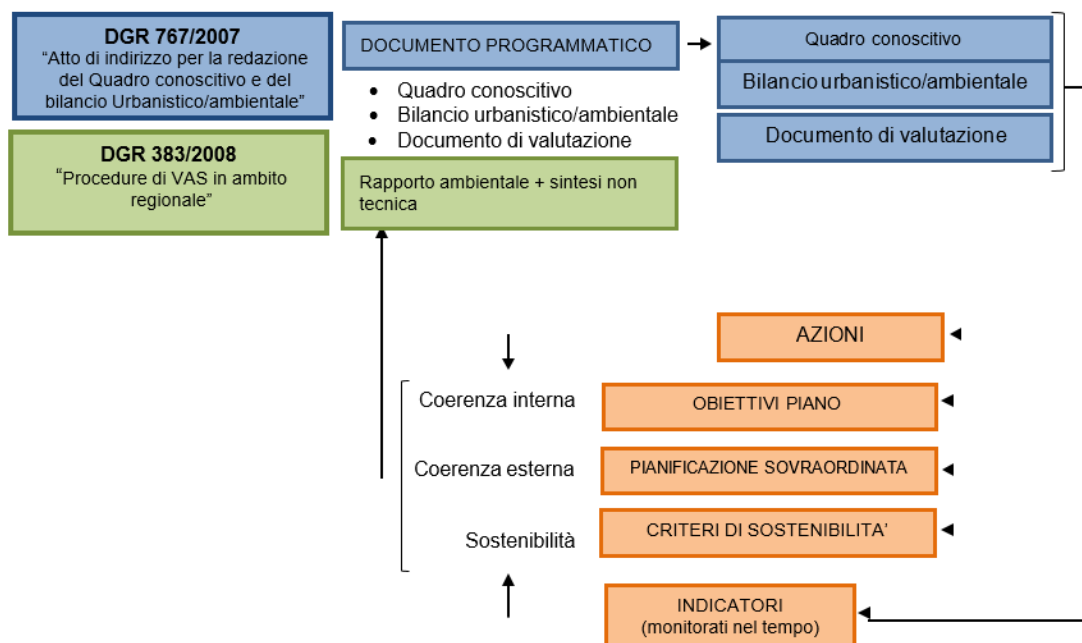 DGR 767/2007
“Atto di indirizzo per la redazione
del Quadro conoscitivo e del
bilancio Urbanistico/ambientale”
DGR 383/2008
“Procedure di VAS in ambito
regionale”
DOCUMENTO PROGRAMMATICO
• Quadro conoscitivo
• Bilancio urbanistico/ambientale
• Documento di valutazione
Rapporto ambientale + sintesi non
tecnica
Quadro conoscitivo
Bilancio urbanistico/ambientale
Documento di valutazione
AZIONI
Coerenza interna
OBIETTIVI PIANO
Coerenza esterna
PIANIFICAZIONE SOVRAORDINATA
Sostenibilità
CRITERI DI SOSTENIBILITA’
INDICATORI
(monitorati nel tempo)